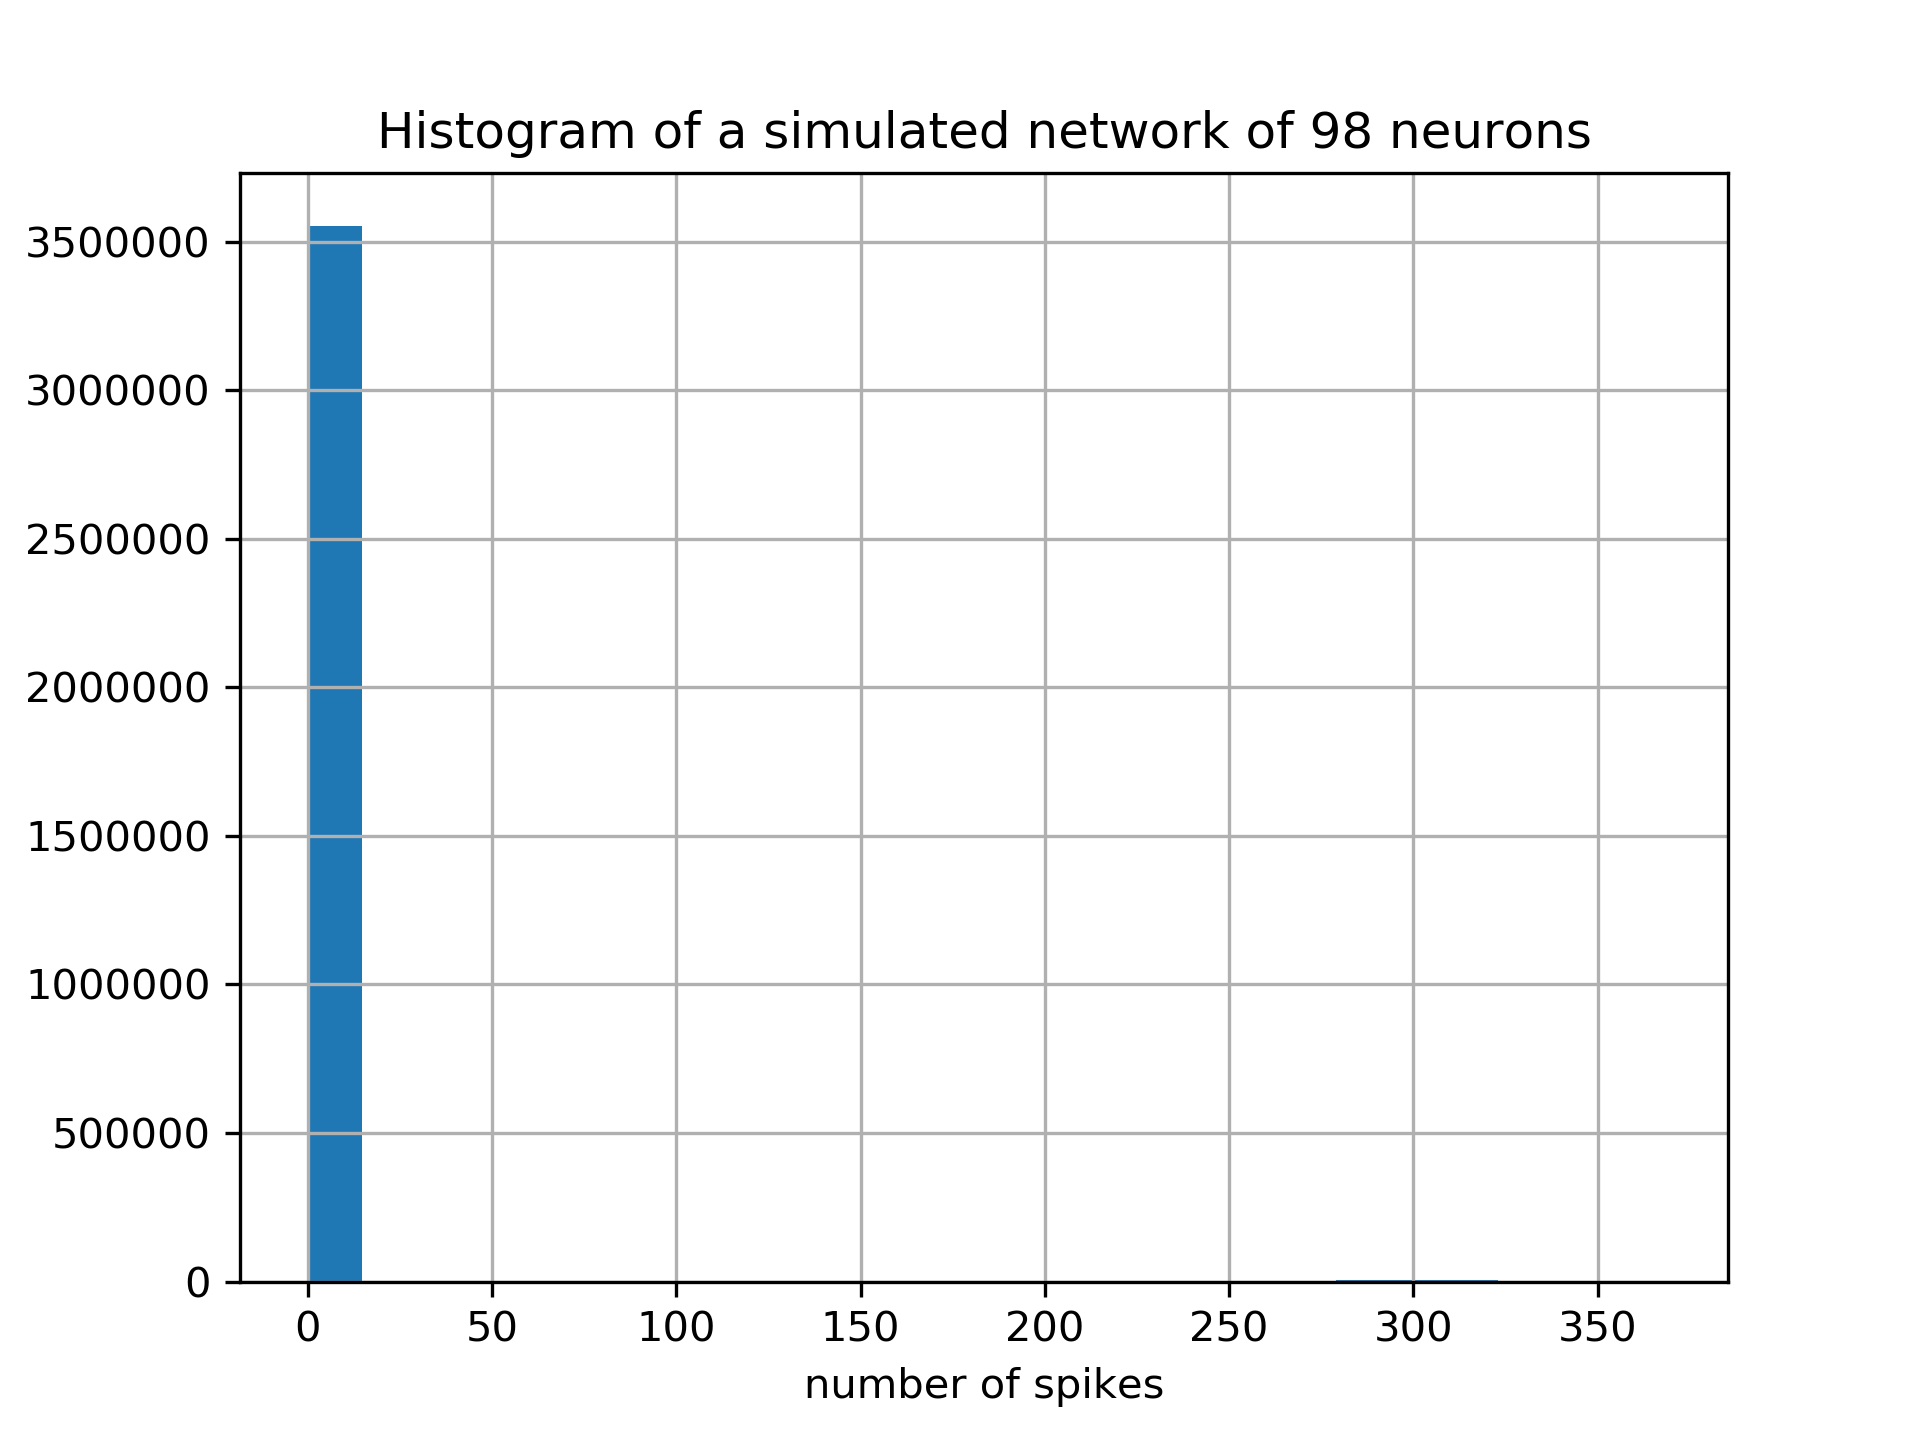 Histogram of a simulated network of 98 neurons
3500000
3000000
2500000
2000000
1500000
1000000
500000
0
0 50 100 150 200 250 300 350
number of spikes